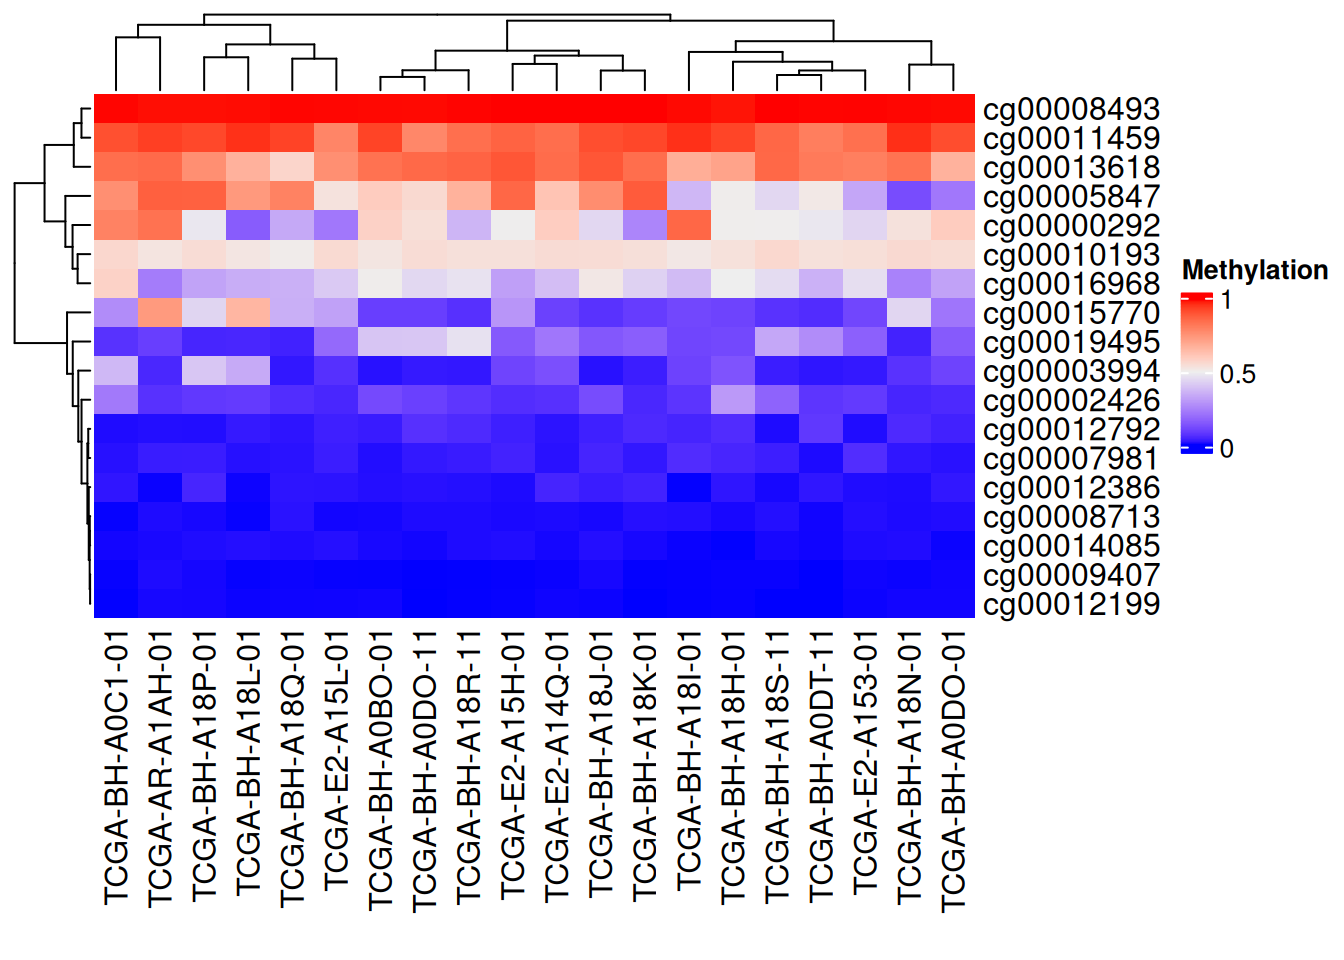 cg00008493
cg00011459
cg00013618
cg00005847
cg00000292
cg00010193
cg00016968
cg00015770
cg00019495
cg00003994
cg00002426
cg00012792
cg00007981
cg00012386
cg00008713
cg00014085
cg00009407
cg00012199
Methylation
1
0.5
0
TCGA-BH-A0C1-01
TCGA-AR-A1AH-01
TCGA-BH-A18P-01
TCGA-BH-A18L-01
TCGA-BH-A18Q-01
TCGA-E2-A15L-01
TCGA-BH-A0BO-01
TCGA-BH-A0DO-11
TCGA-BH-A18R-11
TCGA-E2-A15H-01
TCGA-E2-A14Q-01
TCGA-BH-A18J-01
TCGA-BH-A18K-01
TCGA-BH-A18I-01
TCGA-BH-A18H-01
TCGA-BH-A18S-11
TCGA-BH-A0DT-11
TCGA-E2-A153-01
TCGA-BH-A18N-01
TCGA-BH-A0DO-01